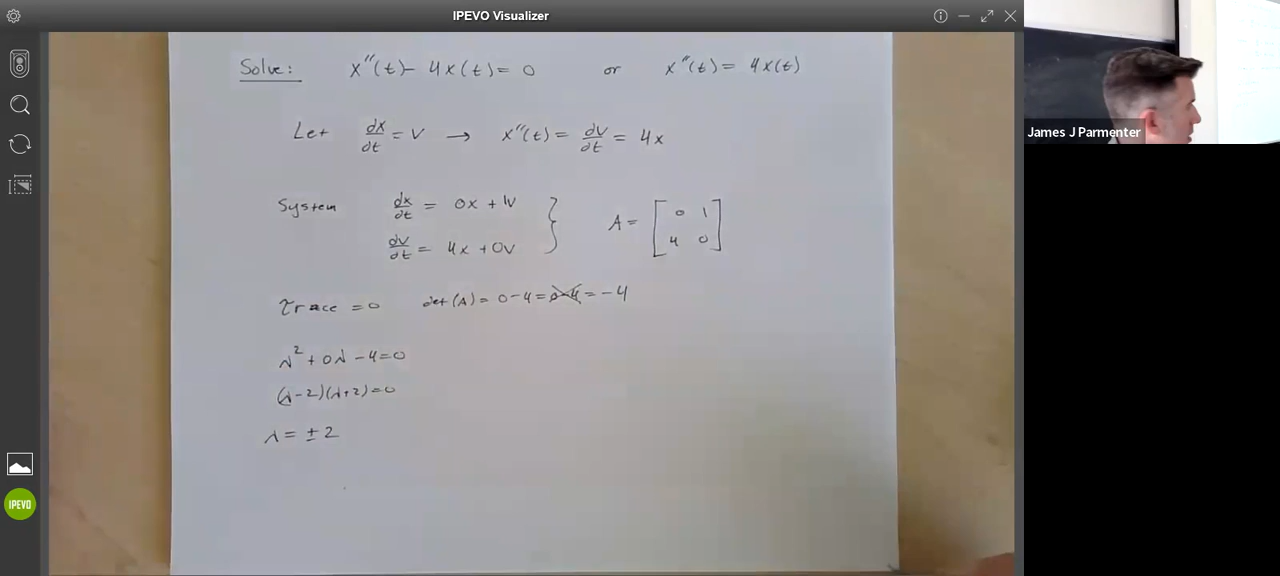 IPEVO Visualizer
James J Parmenter
Solve: x''(t) - 4x(t) = 0 or x''(t) = 4x(t)
Let dx/dt = v → x''(t) = dv/dt = 4x
System dx/dt = 0x + 1v
dv/dt = 4x + 0v
A = [0 1
4 0]
Trace = 0 det(A) = 0 - 4 = 0-4 = -4
λ² + 0λ - 4 = 0
(λ - 2)(λ + 2) = 0
λ = ± 2
IPEVO